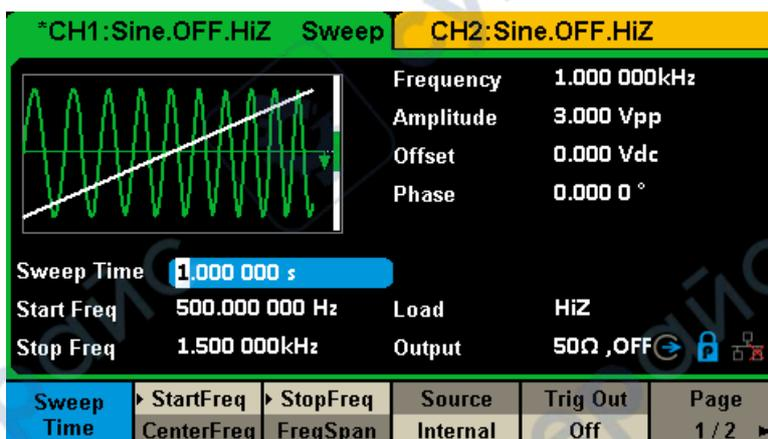 *CH1:Sine.OFF.HiZ Sweep CH2:Sine.OFF.HiZ
Frequency 1.000 000kHz
Amplitude 3.000 Vpp
Offset 0.000 Vdc
Phase 0.000 0 °
Sweep Time 1.000 000 s
Start Freq 500.000 000 Hz Load HiZ
Stop Freq 1.500 000kHz Output 50Ω ,OFF
Sweep Time
StartFreq
CenterFreq
StopFreq
FreqSpan
Source
Internal
Trig Out
Off
Page
1 / 2